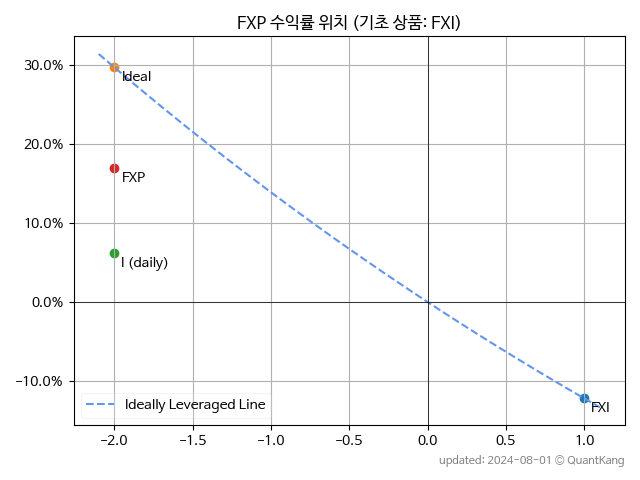 FXP 수익률 위치 (기초 상품: FXI)
30.0%
20.0%
10.0%
0.0%
-10.0%
Ideal
FXP
I (daily)
FXI
Ideally Leveraged Line
-2.0 -1.5 -1.0 -0.5 0.0 0.5 1.0
updated: 2024-08-01 © QuantKang